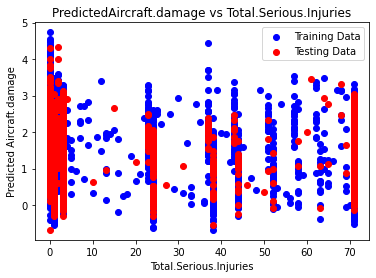 PredictedAircraft.damage vs Total.Serious.Injuries
Training Data
Testing Data
Predicted Aircraft.damage
5
4
3
2
1
0
0 10 20 30 40 50 60 70
Total.Serious.Injuries